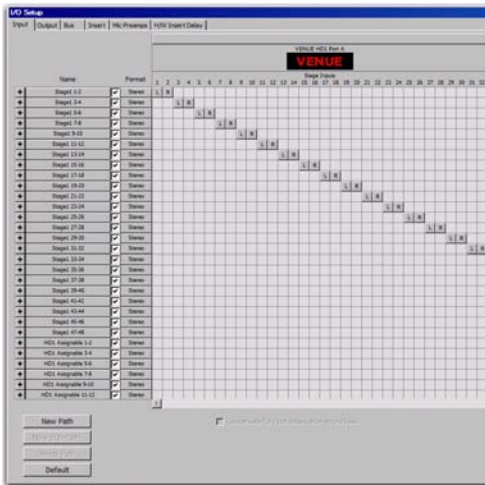 I/O Setup
Input Output Bus Insert Mic Preamps H/W Insert Delay
VENUE HD1 Port A
VENUE
Stage Inputs
Name Format 1 2 3 4 5 6 7 8 9 10 11 12 13 14 15 16 17 18 19 20 21 22 23 24 25 26 27 28 29 30 31 32
Stage1 1-2 Stereo L R
Stage1 3-4 Stereo L R
Stage1 5-6 Stereo L R
Stage1 7-8 Stereo L R
Stage1 9-10 Stereo L R
Stage1 11-12 Stereo L R
Stage1 13-14 Stereo L R
Stage1 15-16 Stereo L R
Stage1 17-18 Stereo L R
Stage1 19-20 Stereo L R
Stage1 21-22 Stereo L R
Stage1 23-24 Stereo L R
Stage1 25-26 Stereo L R
Stage1 27-28 Stereo L R
Stage1 29-30 Stereo L R
Stage1 31-32 Stereo L R
Stage1 33-34 Stereo
Stage1 35-36 Stereo
Stage1 37-38 Stereo
Stage1 39-40 Stereo
Stage1 41-42 Stereo
Stage1 43-44 Stereo
Stage1 45-46 Stereo
Stage1 47-48 Stereo
HD1 Assignable 1-2 Stereo
HD1 Assignable 3-4 Stereo
HD1 Assignable 5-6 Stereo
HD1 Assignable 7-8 Stereo
HD1 Assignable 9-10 Stereo
HD1 Assignable 11-12 Stereo
New Path
Default